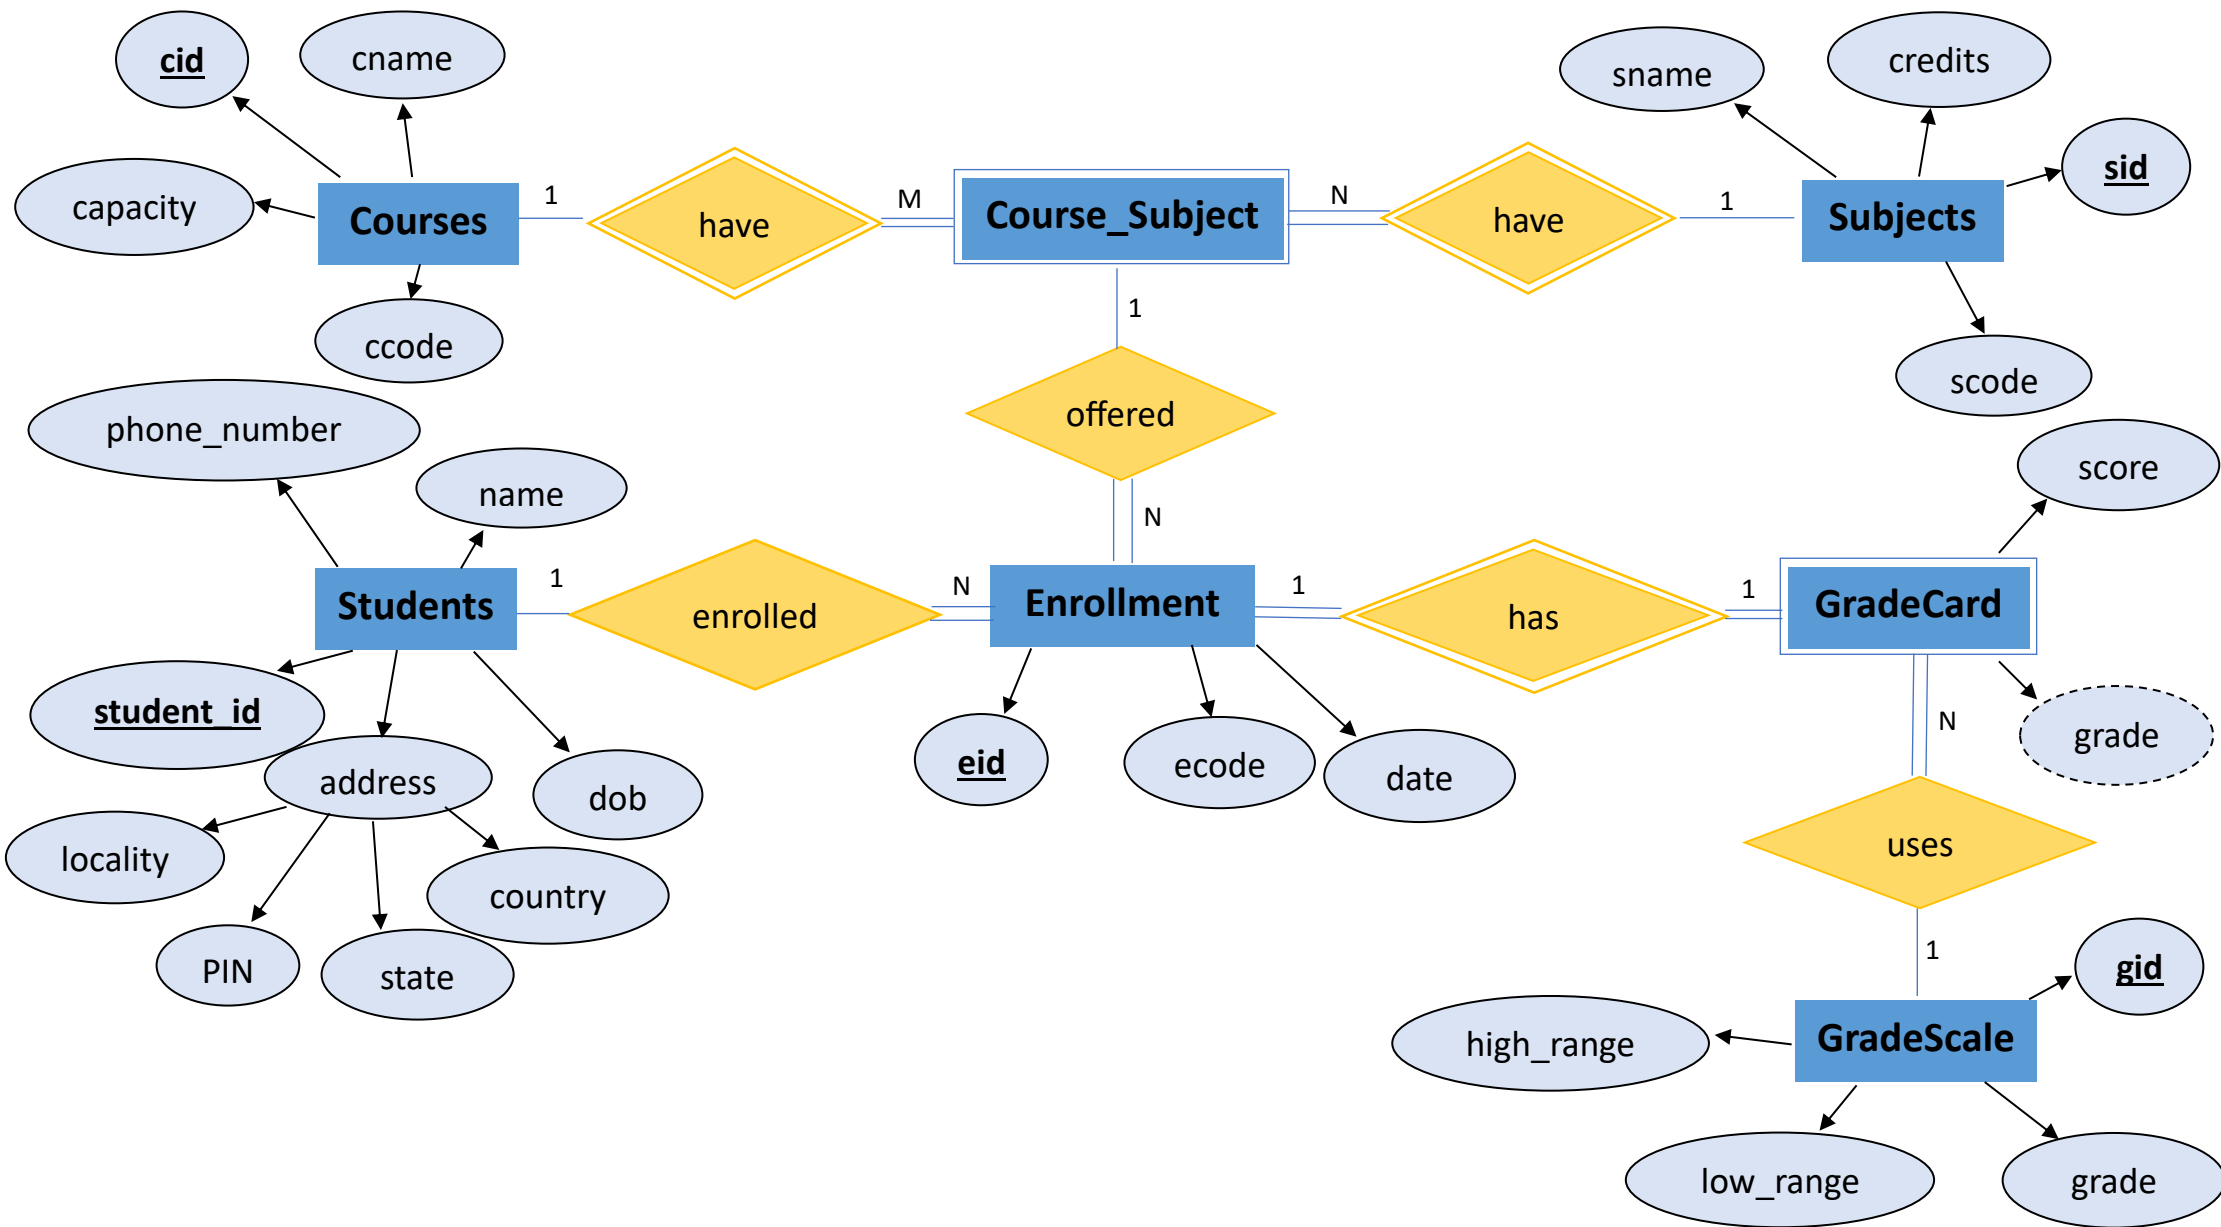 cid
cname
sname
credits
capacity
Courses
1
have
M
Course_Subject
N
have
1
Subjects
sid
ccode
1
scode
phone_number
offered
score
name
N
Students
1
enrolled
N
Enrollment
1
has
1
GradeCard
student_id
address
dob
eid
ecode
date
N
grade
locality
country
uses
PIN
state
1
gid
high_range
GradeScale
low_range
grade